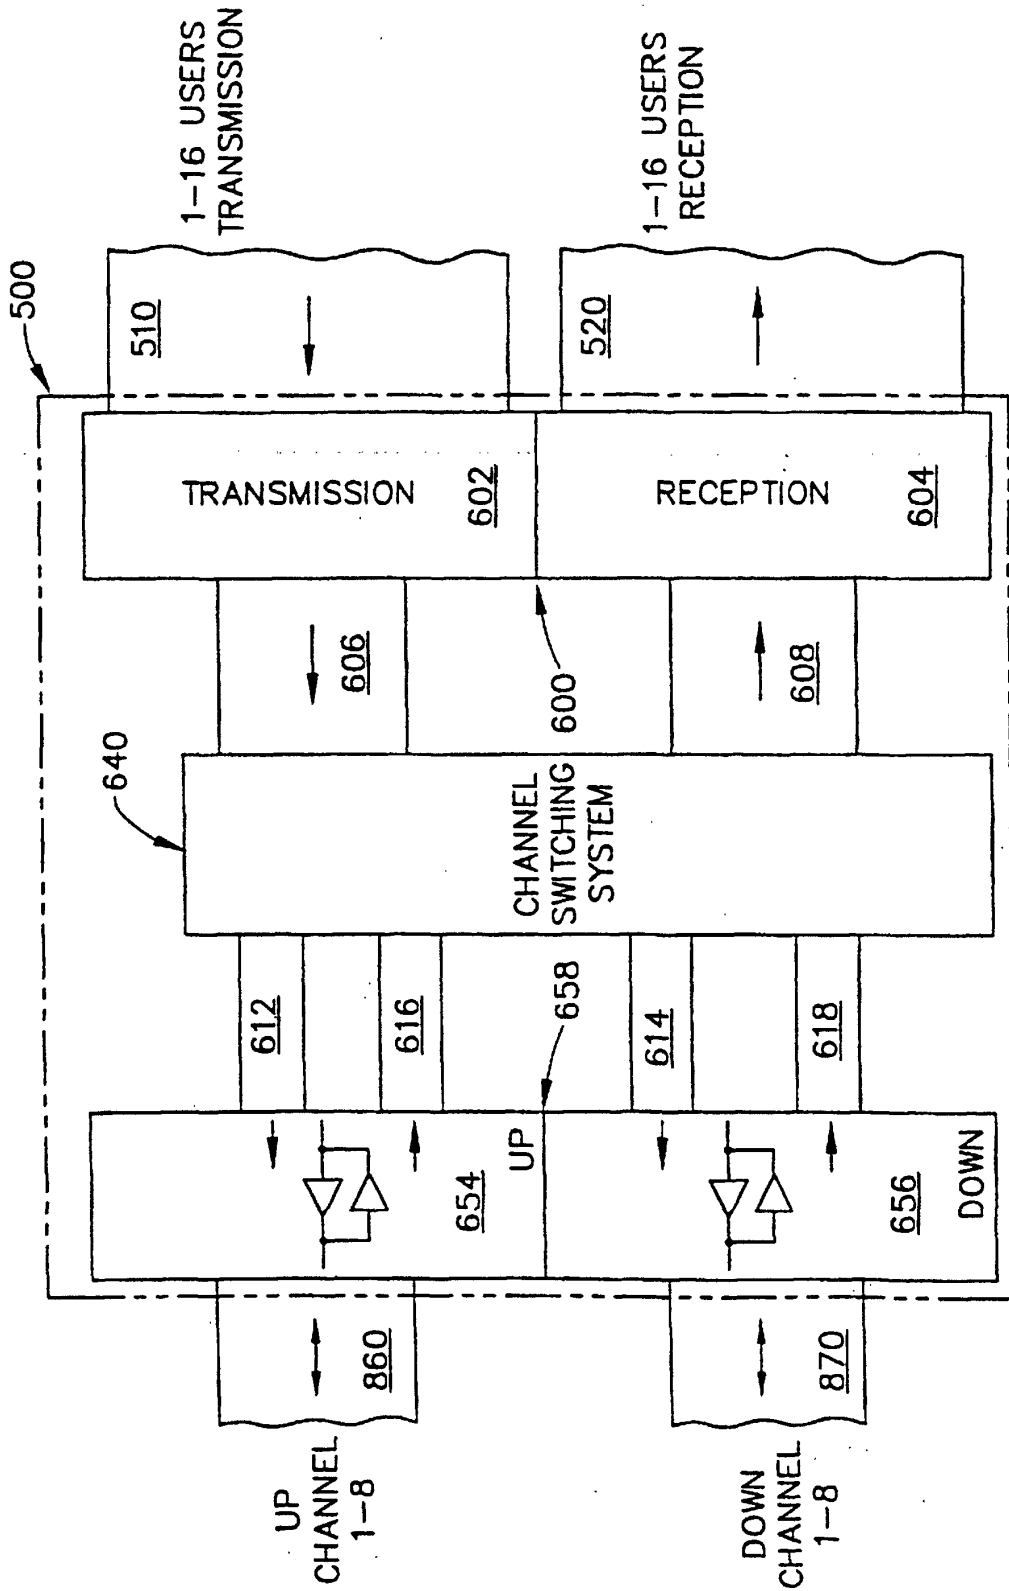 UP
CHANNEL
1-8
DOWN
CHANNEL
1-8
860
870
654
UP
656
DOWN
658
612
616
614
618
640
CHANNEL
SWITCHING
SYSTEM
606
608
600
TRANSMISSION
602
RECEPTION
604
500
510
520
1-16 USERS
TRANSMISSION
1-16 USERS
RECEPTION